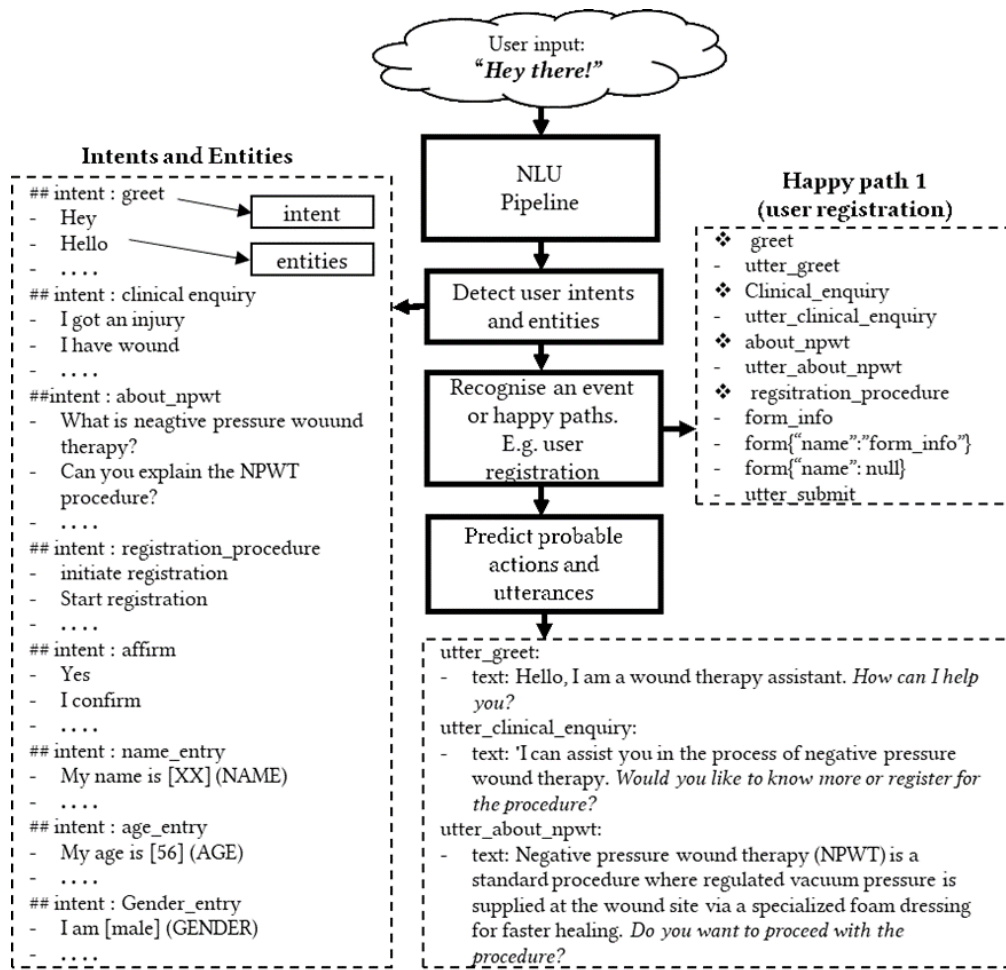 User input:
“Hey there!”
NLU
Pipeline
Detect user intents
and entities
Recognise an event
or happy paths.
E.g. user
registration
Predict probable
actions and
utterances
Intents and Entities
## intent : greet
- Hey
- Hello
- ....
intent
entities
## intent : clinical enquiry
- I got an injury
- I have wound
- ....
##intent : about_npwt
- What is neagtive pressure wouund
therapy?
- Can you explain the NPWT
procedure?
- ....
## intent : registration_procedure
- initiate registration
- Start registration
- ....
## intent : affirm
- Yes
- I confirm
- ....
## intent : name_entry
- My name is [XX] (NAME)
- ....
## intent : age_entry
- My age is [56] (AGE)
- ....
## intent : Gender_entry
- I am [male] (GENDER)
- ....
Happy path 1
(user registration)
❖ greet
- utter_greet
❖ Clinical_enquiry
- utter_clinical_enquiry
❖ about_npwt
- utter_about_npwt
❖ regsitration_procedure
- form_info
- form{“name”:”form_info”}
- form{“name”: null}
- utter_submit
utter_greet:
- text: Hello, I am a wound therapy assistant. How can I help
you?
utter_clinical_enquiry:
- text: 'I can assist you in the process of negative pressure
wound therapy. Would you like to know more or register for
the procedure?
utter_about_npwt:
- text: Negative pressure wound therapy (NPWT) is a
standard procedure where regulated vacuum pressure is
supplied at the wound site via a specialized foam dressing
for faster healing. Do you want to proceed with the
procedure?